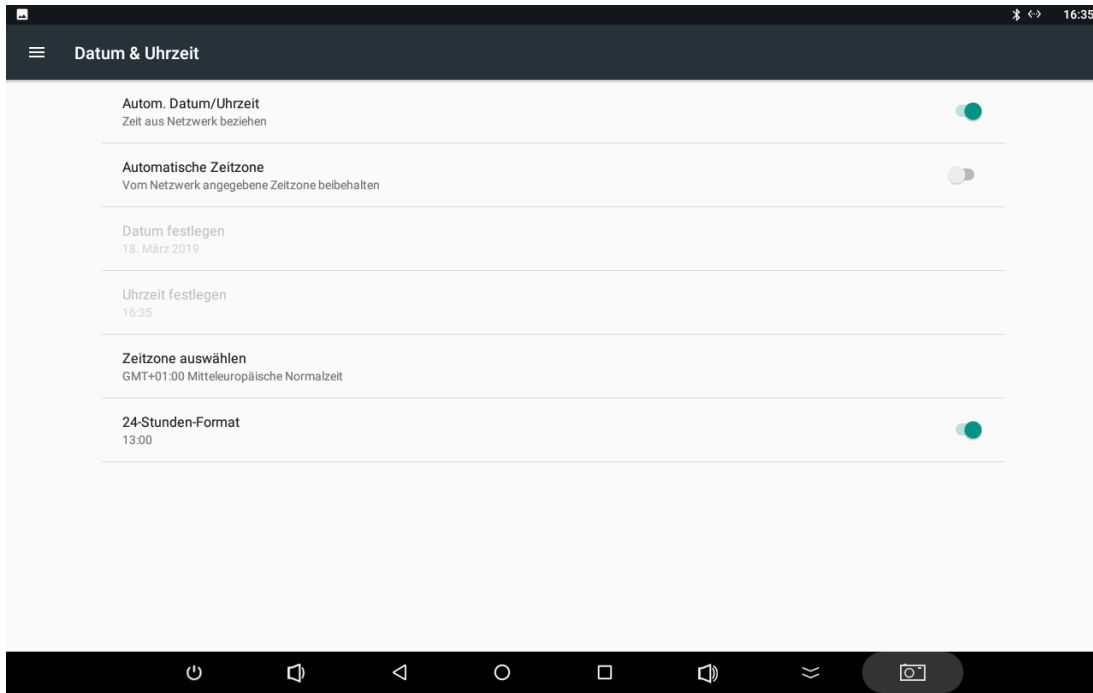 16:35
Datum & Uhrzeit
Autom. Datum/Uhrzeit
Zeit aus Netzwerk beziehen
Automatische Zeitzone
Vom Netzwerk angegebene Zeitzone beibehalten
Datum festlegen
18. März 2019
Uhrzeit festlegen
16:35
Zeitzone auswählen
GMT+01:00 Mitteleuropäische Normalzeit
24-Stunden-Format
13:00